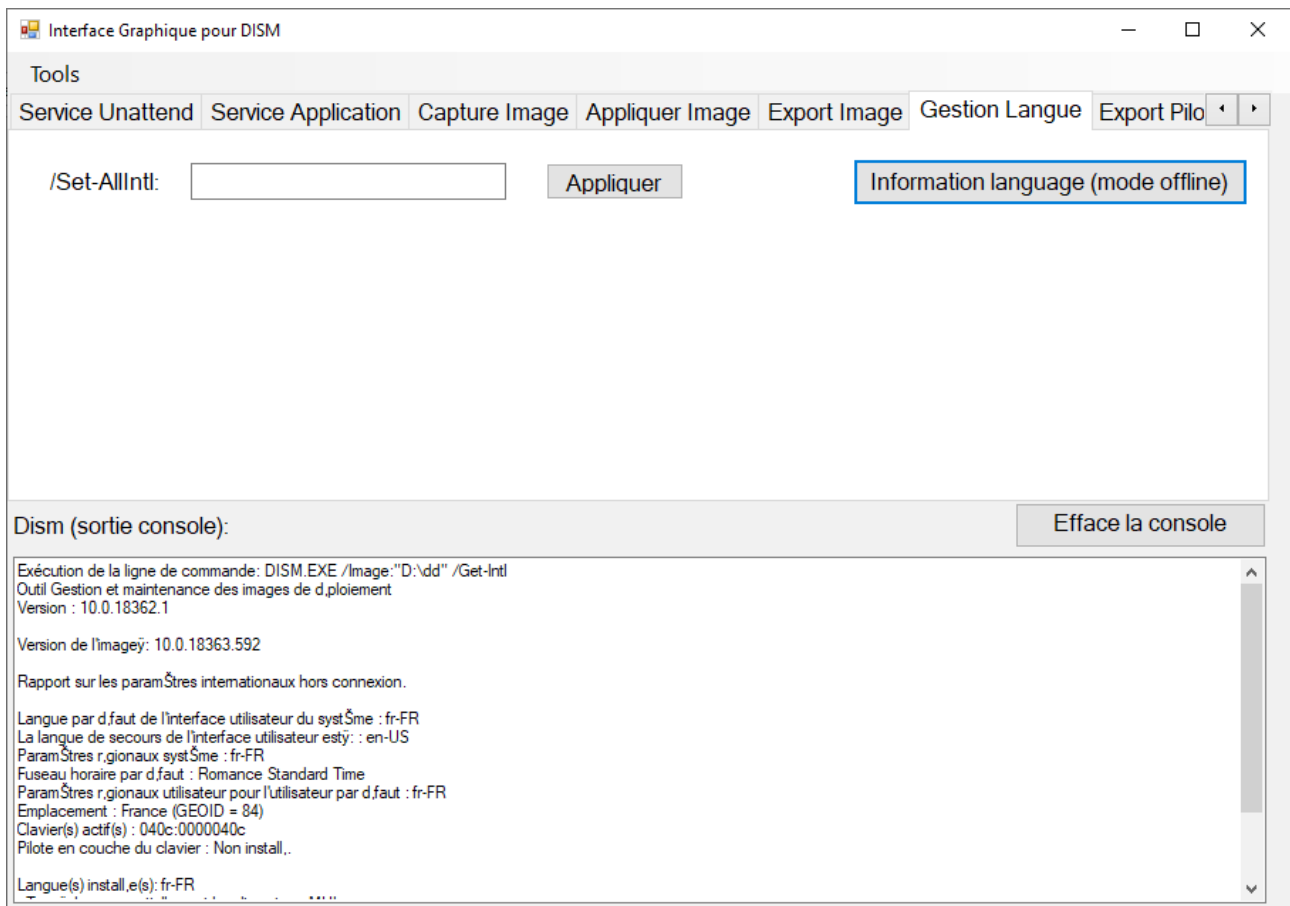 Interface Graphique pour DISM
Tools
Service Unattend Service Application Capture Image Appliquer Image Export Image Gestion Langue Export Pilo
/Set-AllIntl: Appliquer Information language (mode offline)
Dism (sortie console): Efface la console
Exécution de la ligne de commande: DISM.EXE /Image:"D:\dd" /Get-Intl
Outil Gestion et maintenance des images de d‚ploiement
Version : 10.0.18362.1
Version de l'imageÿ: 10.0.18363.592
Rapport sur les paramŠtres internationaux hors connexion.
Langue par d‚faut de l'interface utilisateur du systŠme : fr-FR
La langue de secours de l'interface utilisateur estÿ: : en-US
ParamŠtres r‚gionaux systŠme : fr-FR
Fuseau horaire par d‚faut : Romance Standard Time
ParamŠtres r‚gionaux utilisateur pour l'utilisateur par d‚faut : fr-FR
Emplacement : France (GEOID = 84)
Clavier(s) actif(s) : 040c:0000040c
Pilote en couche du clavier : Non install‚.
Langue(s) install‚e(s): fr-FR